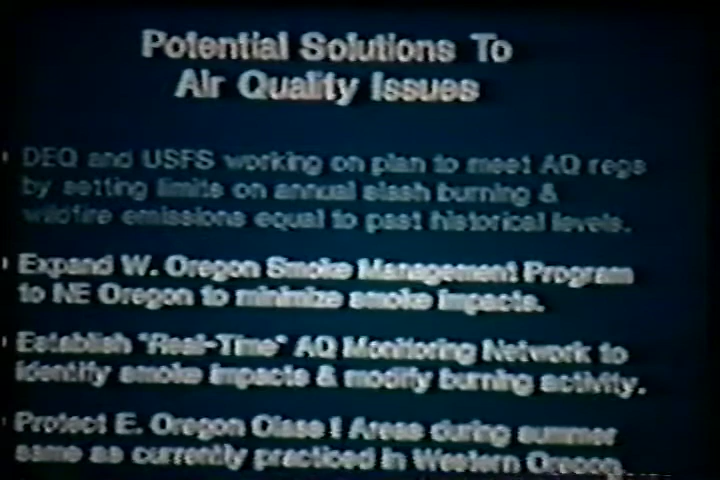 Potential Solutions To
Air Quality Issues
DEQ and USFS working on plan to meet AQ regs
by setting limits on annual slash burning &
wildfire emissions equal to past historical levels.
Expand W. Oregon Smoke Management Program
to NE Oregon to minimize smoke impacts.
Establish "Real-Time" AQ Monitoring Network to
identify smoke impacts & modify burning activity.
Protect E. Oregon Class I Areas during summer
same as currently practiced in Western Oregon.